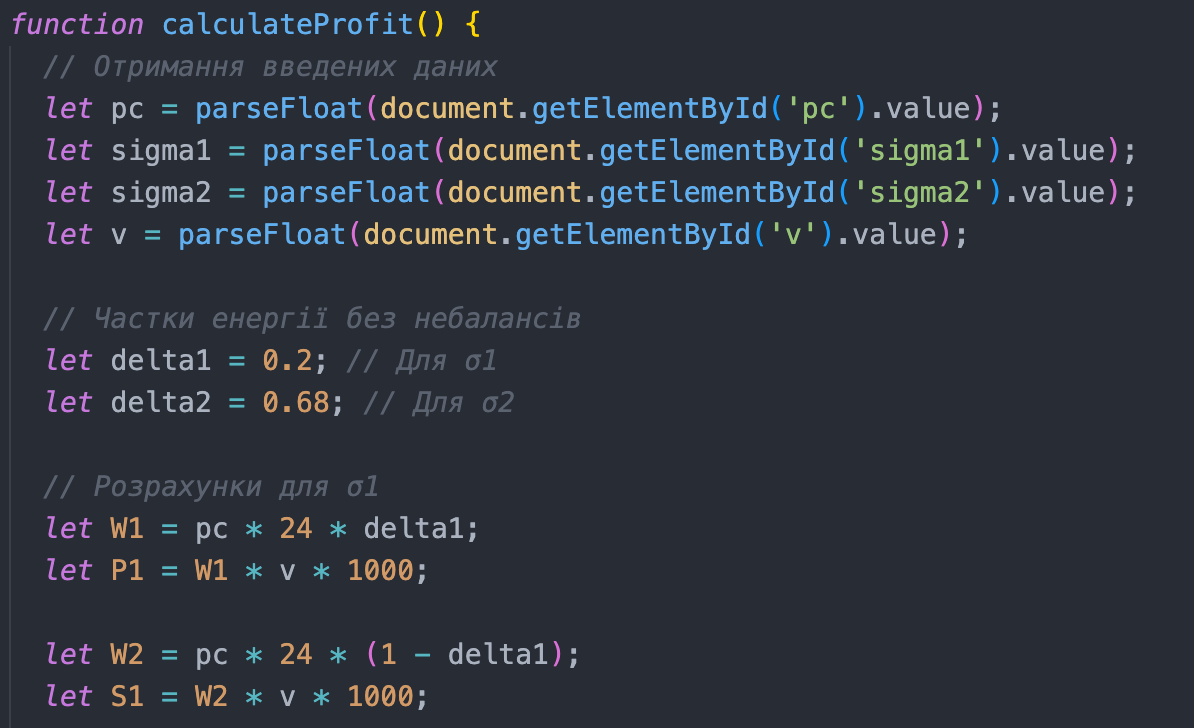 function calculateProfit() {
// Отримання введених даних
let pc = parseFloat(document.getElementById('pc').value);
let sigma1 = parseFloat(document.getElementById('sigma1').value);
let sigma2 = parseFloat(document.getElementById('sigma2').value);
let v = parseFloat(document.getElementById('v').value);
// Частки енергії без небалансів
let delta1 = 0.2; // Для σ1
let delta2 = 0.68; // Для σ2
// Розрахунки для σ1
let W1 = pc * 24 * delta1;
let P1 = W1 * v * 1000;
let W2 = pc * 24 * (1 - delta1);
let S1 = W2 * v * 1000;